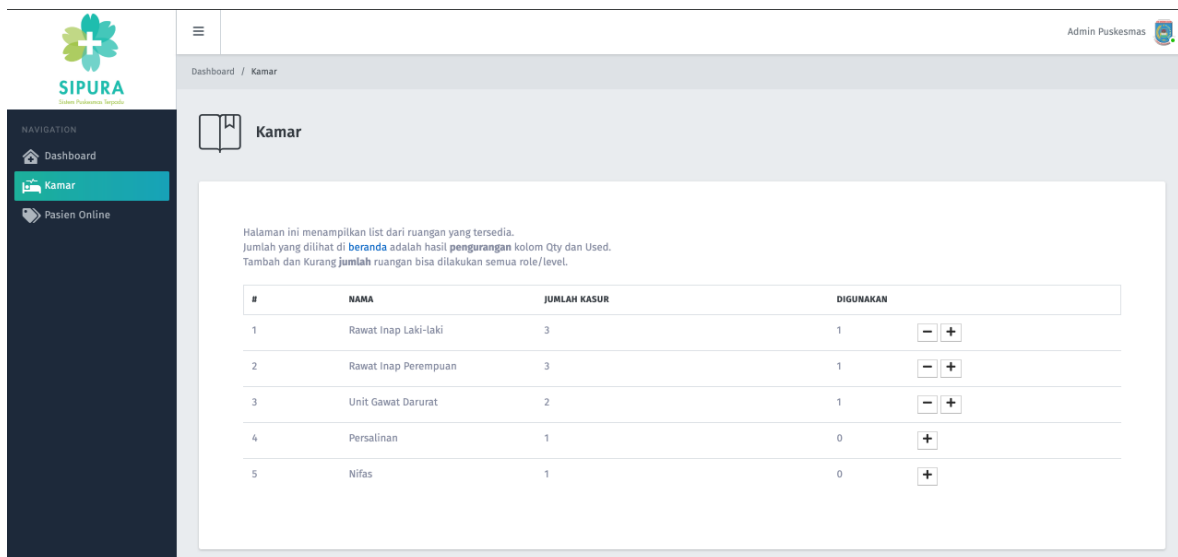 SIPURA
Sistem Puskesmas Terpadu
NAVIGATION
Dashboard
Kamar
Pasien Online
Admin Puskesmas
Dashboard / Kamar
Kamar
Halaman ini menampilkan list dari ruangan yang tersedia.
Jumlah yang dilihat di beranda adalah hasil pengurangan kolom Qty dan Used.
Tambah dan Kurang jumlah ruangan bisa dilakukan semua role/level.
# NAMA JUMLAH KASUR DIGUNAKAN
1 Rawat Inap Laki-laki 3 1 − +
2 Rawat Inap Perempuan 3 1 − +
3 Unit Gawat Darurat 2 1 − +
4 Persalinan 1 0 +
5 Nifas 1 0 +